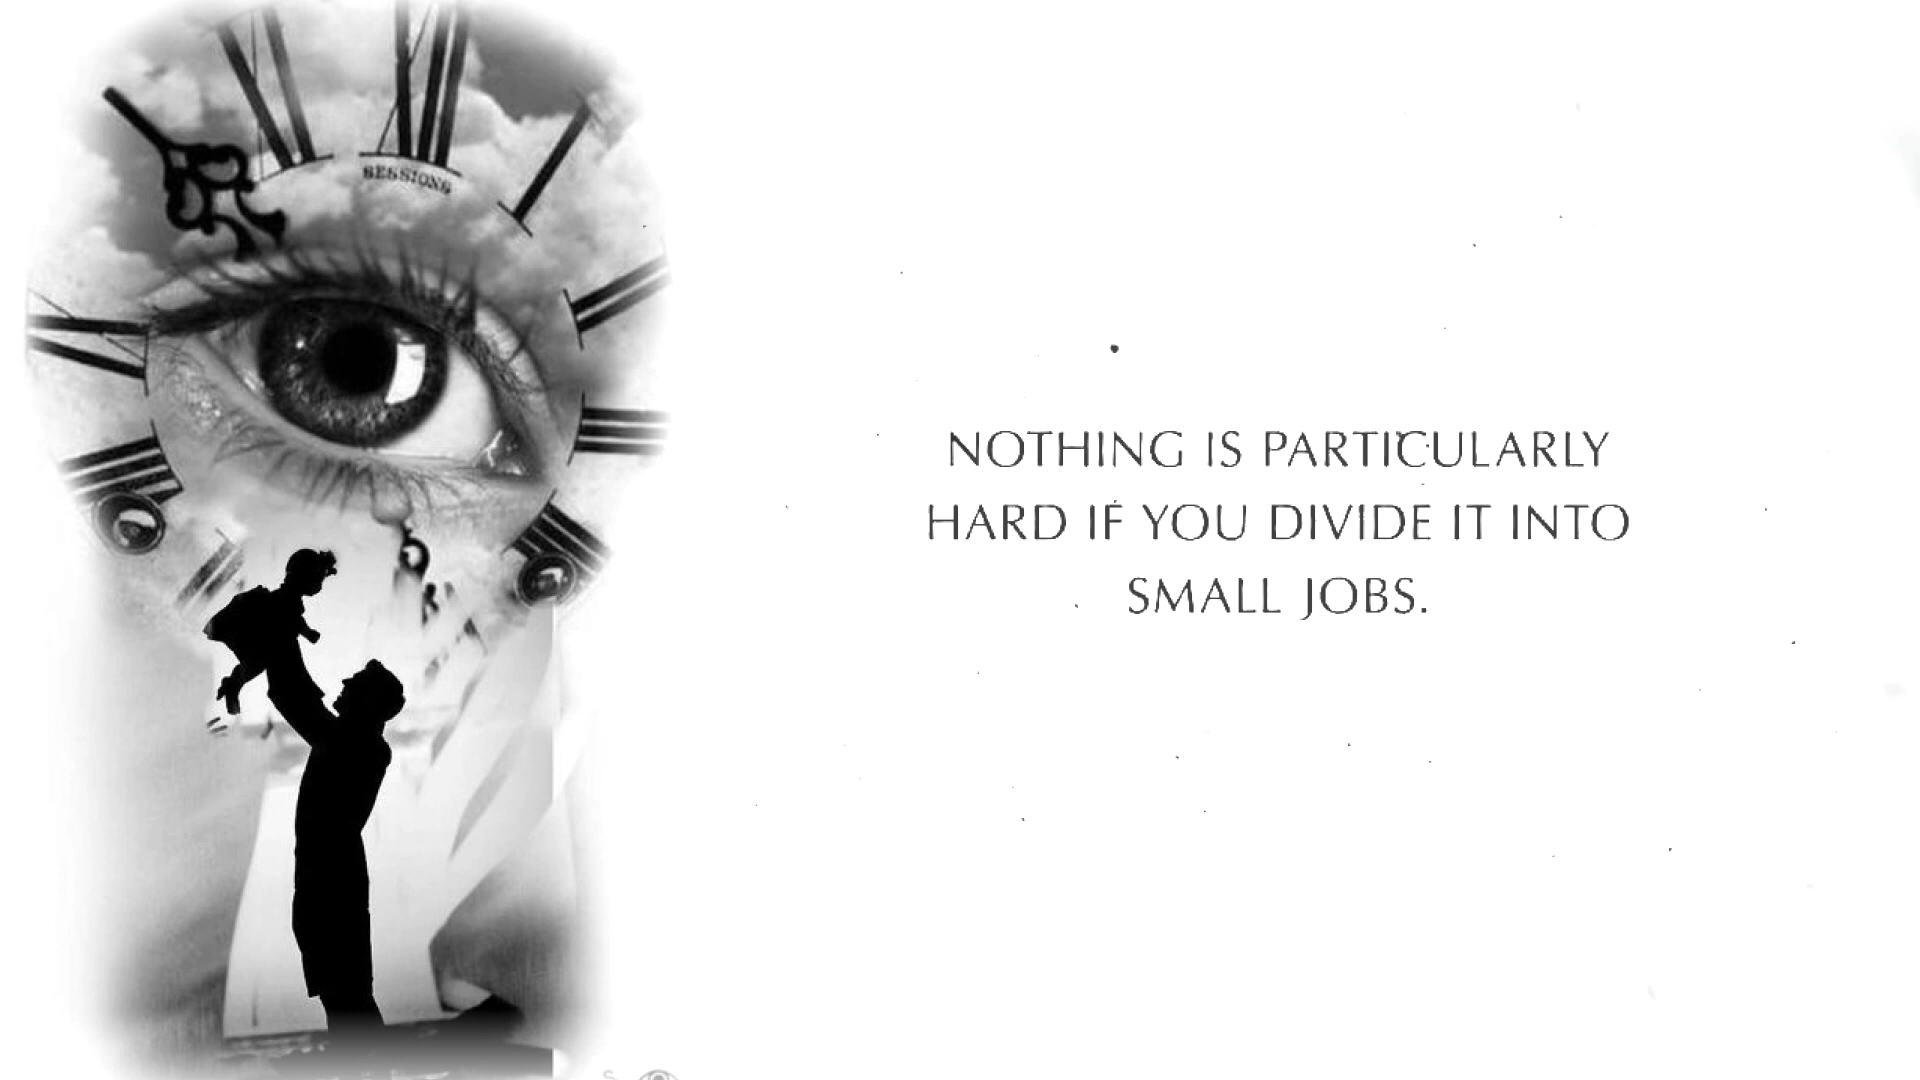 SESSIONS
NOTHING IS PARTICULARLY
HARD IF YOU DIVIDE IT INTO
SMALL JOBS.